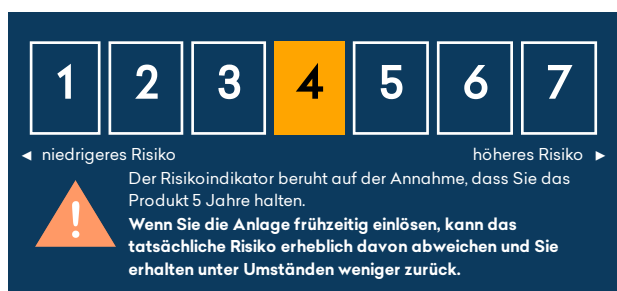 1 2 3 4 5 6 7
◄ niedrigeres Risiko höheres Risiko ►
Der Risikoindikator beruht auf der Annahme, dass Sie das
Produkt 5 Jahre halten.
Wenn Sie die Anlage frühzeitig einlösen, kann das
tatsächliche Risiko erheblich davon abweichen und Sie
erhalten unter Umständen weniger zurück.